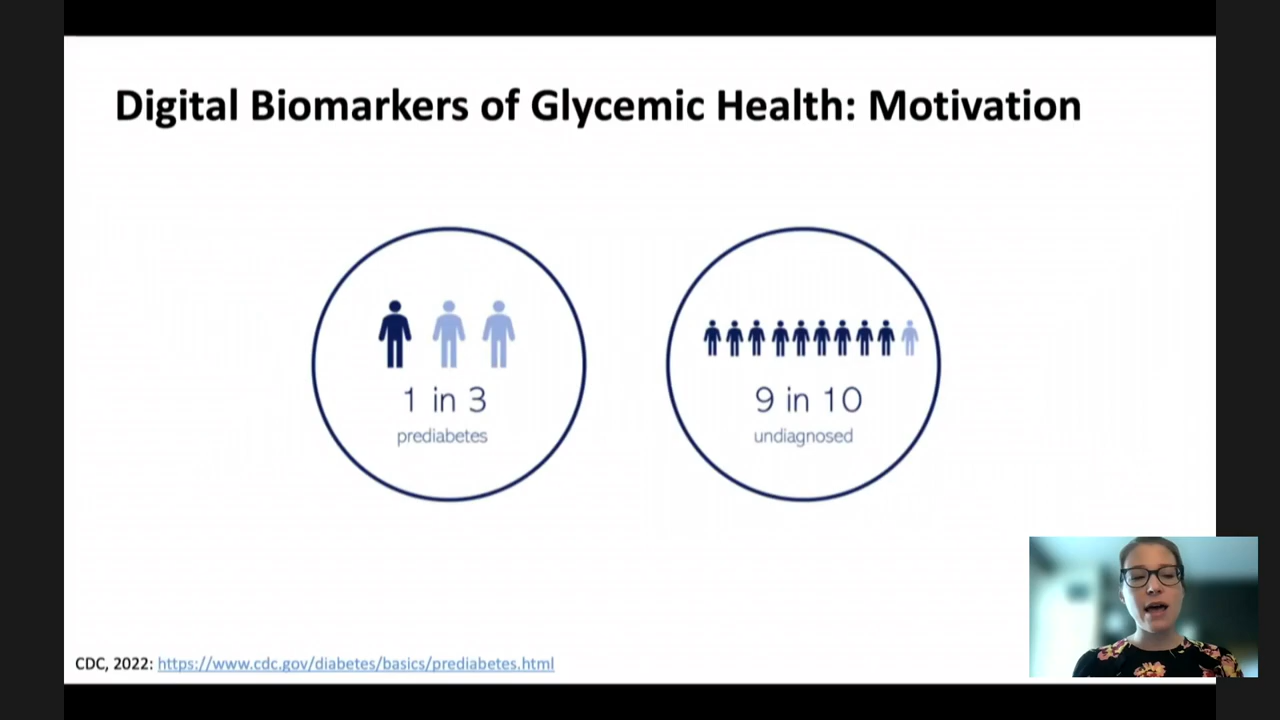 Digital Biomarkers of Glycemic Health: Motivation
1 in 3
prediabetes
9 in 10
undiagnosed
CDC, 2022: https://www.cdc.gov/diabetes/basics/prediabetes.html